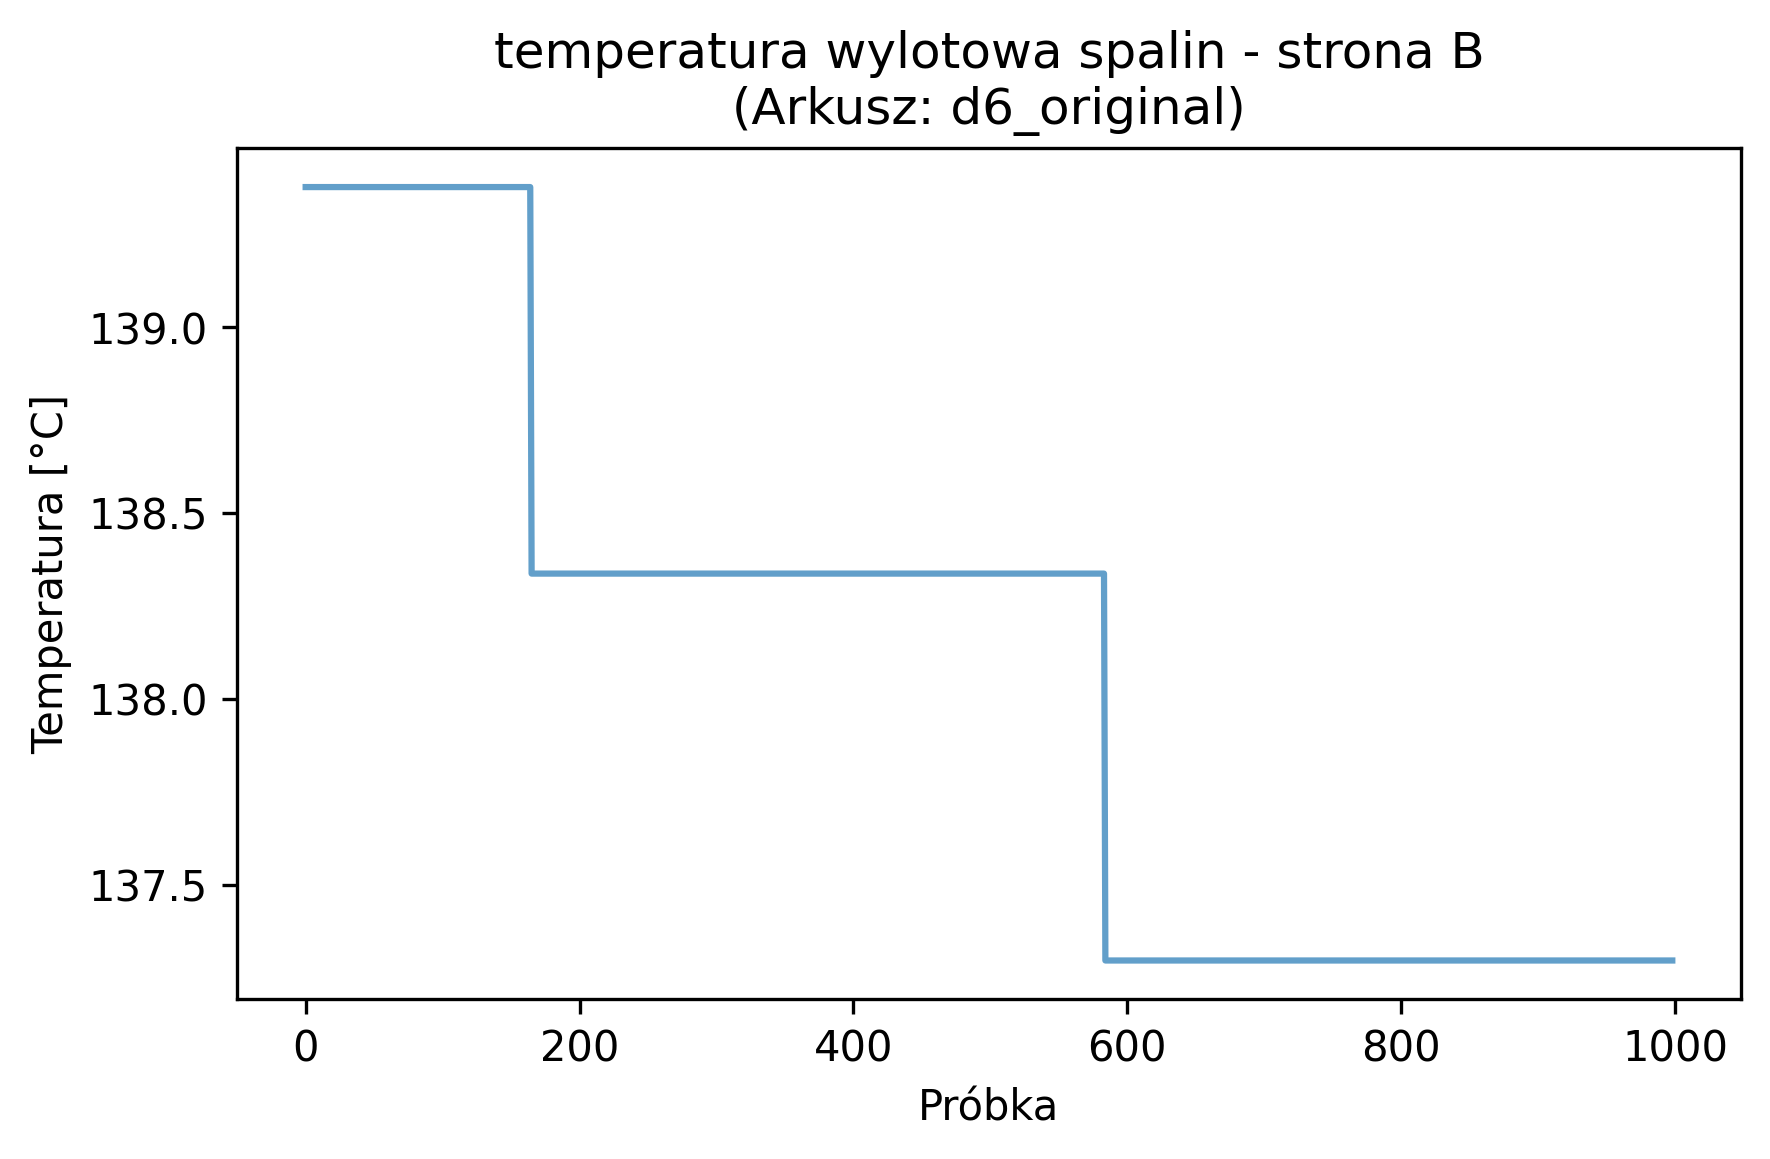 temperatura wylotowa spalin - strona B
(Arkusz: d6_original)
Temperatura [°C]
139.0
138.5
138.0
137.5
0 200 400 600 800 1000
Próbka